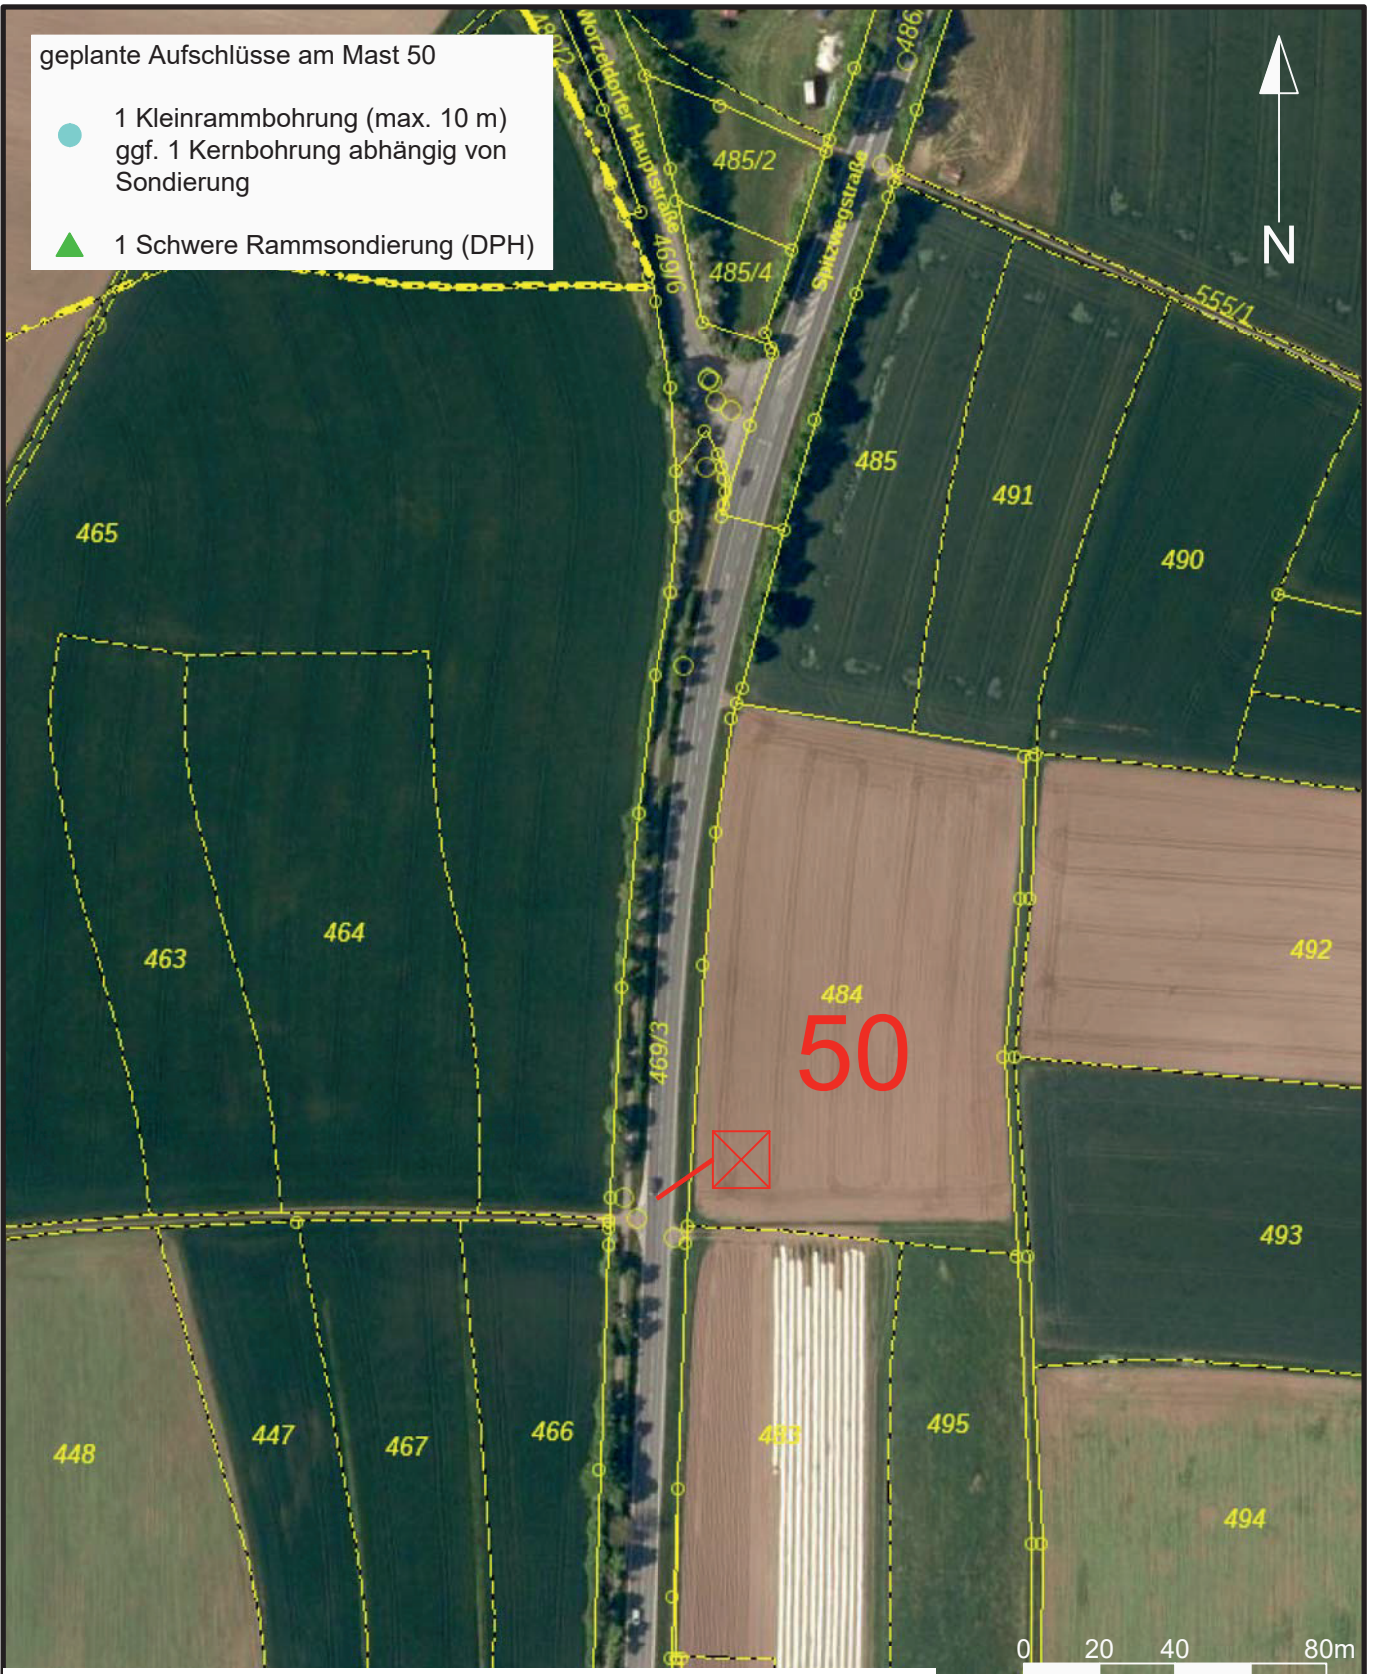 geplante Aufschlüsse am Mast 50
1 Kleinrammbohrung (max. 10 m)
ggf. 1 Kernbohrung abhängig von
Sondierung
1 Schwere Rammsondierung (DPH)
Worzeldorfer Hauptstraße
486/
485/2
Spitzwegstraße
N
469/6
485/4
555/1
485
491
465
490
464
463
492
484
50
469/3
493
447
467
466
483
495
448
494
0 20 40 80m